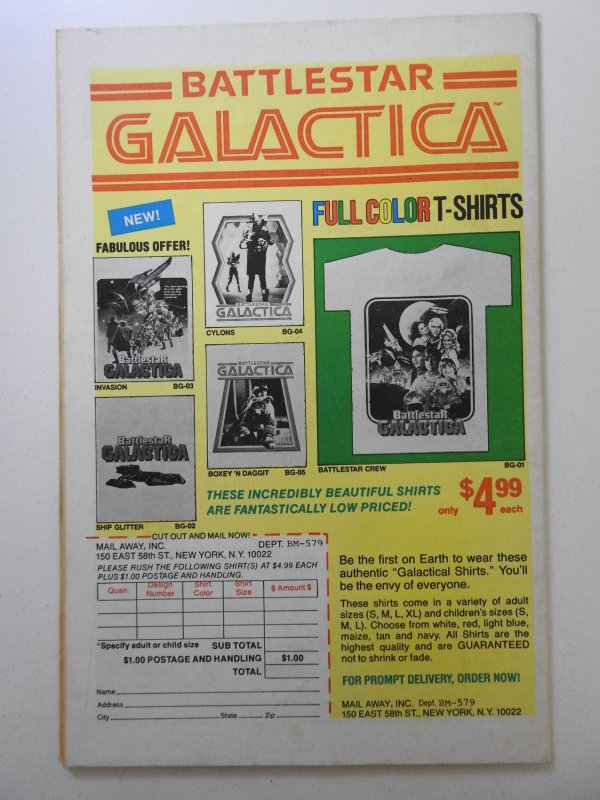 BATTLESTAR
GALACTICA™
NEW!
FULL COLOR T-SHIRTS
FABULOUS OFFER!
BattlestaR
GALACTICA
INVASION BG-03
BATTLESTAR
GALACTICA
CYLONS BG-04
BattlestaR
GALACTICA
SHIP GLITTER BG-02
BATTLESTAR
GALACTICA
BOXEY 'N DAGGIT BG-05
BattlestaR
GALACTICA
BATTLESTAR CREW BG-01
THESE INCREDIBLY BEAUTIFUL SHIRTS
ARE FANTASTICALLY LOW PRICED!
only $4.99 each
CUT OUT AND MAIL NOW!
MAIL AWAY, INC. DEPT. BM-579
150 EAST 58th ST., NEW YORK, N.Y. 10022
PLEASE RUSH THE FOLLOWING SHIRT(S) AT $4.99 EACH
PLUS $1.00 POSTAGE AND HANDLING.
Quan. Design Number Shirt Color Shirt Size $ Amount $
*Specify adult or child size SUB TOTAL
$1.00 POSTAGE AND HANDLING $1.00
TOTAL
Name
Address
City State Zip
Be the first on Earth to wear these
authentic "Galactical Shirts." You'll
be the envy of everyone.
These shirts come in a variety of adult
sizes (S, M, L, XL) and children's sizes (S,
M, L). Choose from white, red, light blue,
maize, tan and navy. All Shirts are the
highest quality and are GUARANTEED
not to shrink or fade.
FOR PROMPT DELIVERY, ORDER NOW!
MAIL AWAY, INC. Dept. BM-579
150 EAST 58th ST., NEW YORK, N.Y. 10022